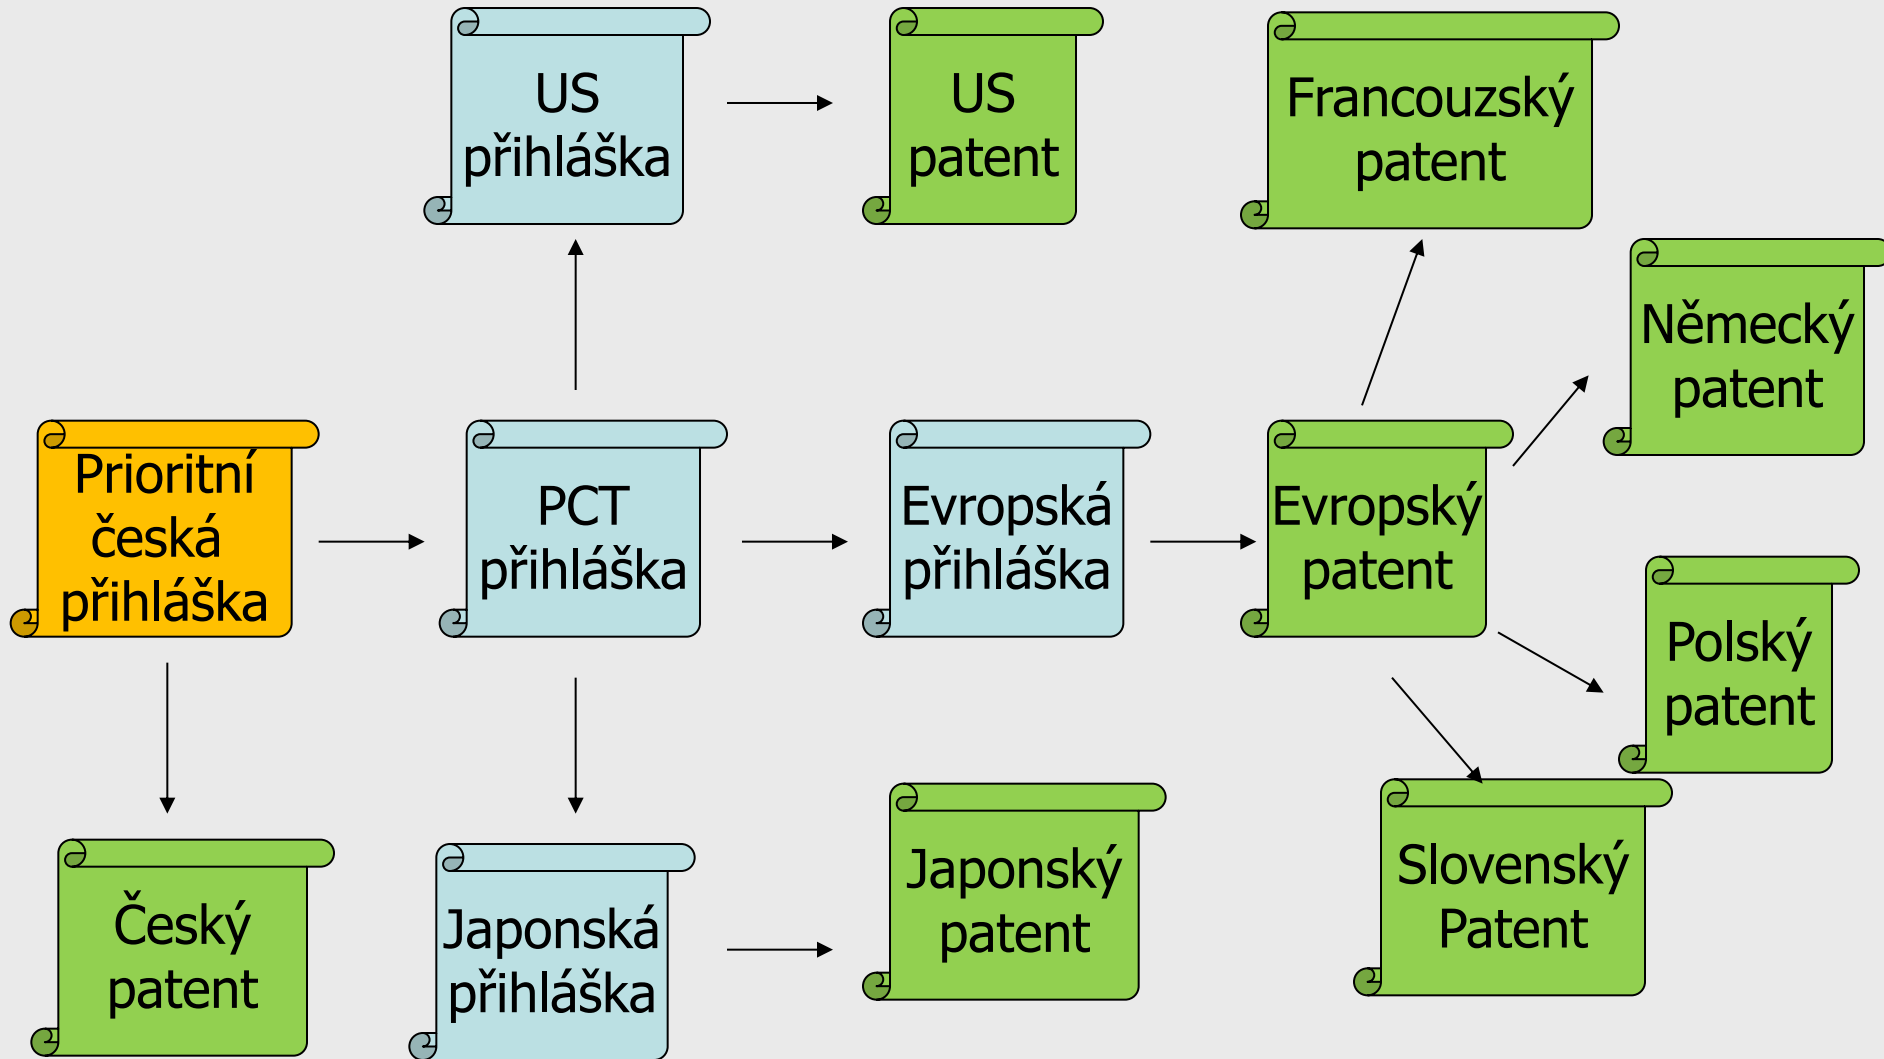 US
přihláška
US
patent
Francouzský
patent
Německý
patent
Prioritní
česká
přihláška
PCT
přihláška
Evropská
přihláška
Evropský
patent
Polský
patent
Český
patent
Japonská
přihláška
Japonský
patent
Slovenský
Patent